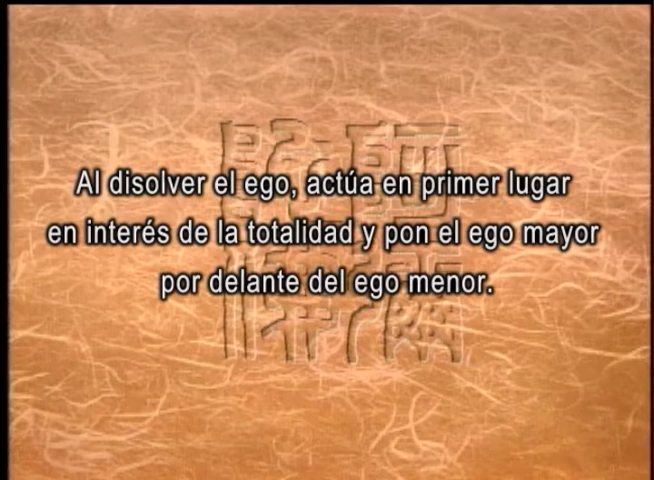 Al disolver el ego, actúa en primer lugar
en interés de la totalidad y pon el ego mayor
por delante del ego menor.